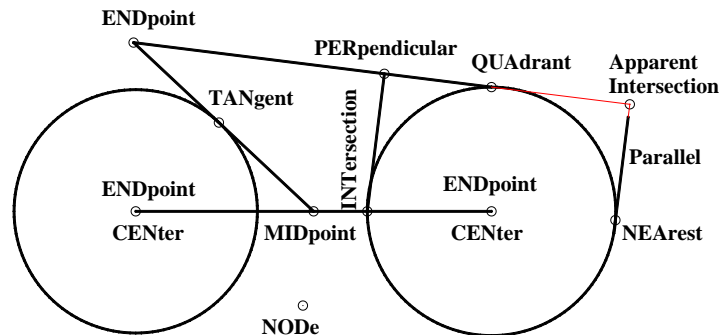 ENDpoint
PERpendicular
QUAdrant
Apparent
Intersection
TANgent
INTersection
Parallel
ENDpoint
ENDpoint
CENter
MIDpoint
CENter
NEArest
NODe